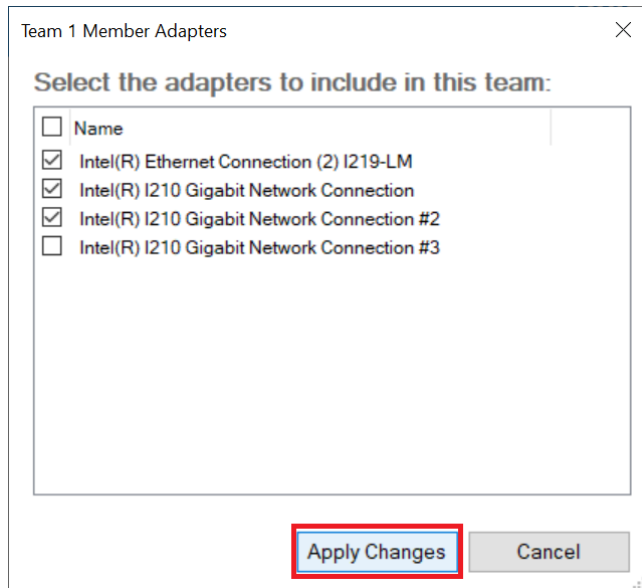 Team 1 Member Adapters
Select the adapters to include in this team:
Name
Intel(R) Ethernet Connection (2) I219-LM
Intel(R) I210 Gigabit Network Connection
Intel(R) I210 Gigabit Network Connection #2
Intel(R) I210 Gigabit Network Connection #3
Apply Changes Cancel